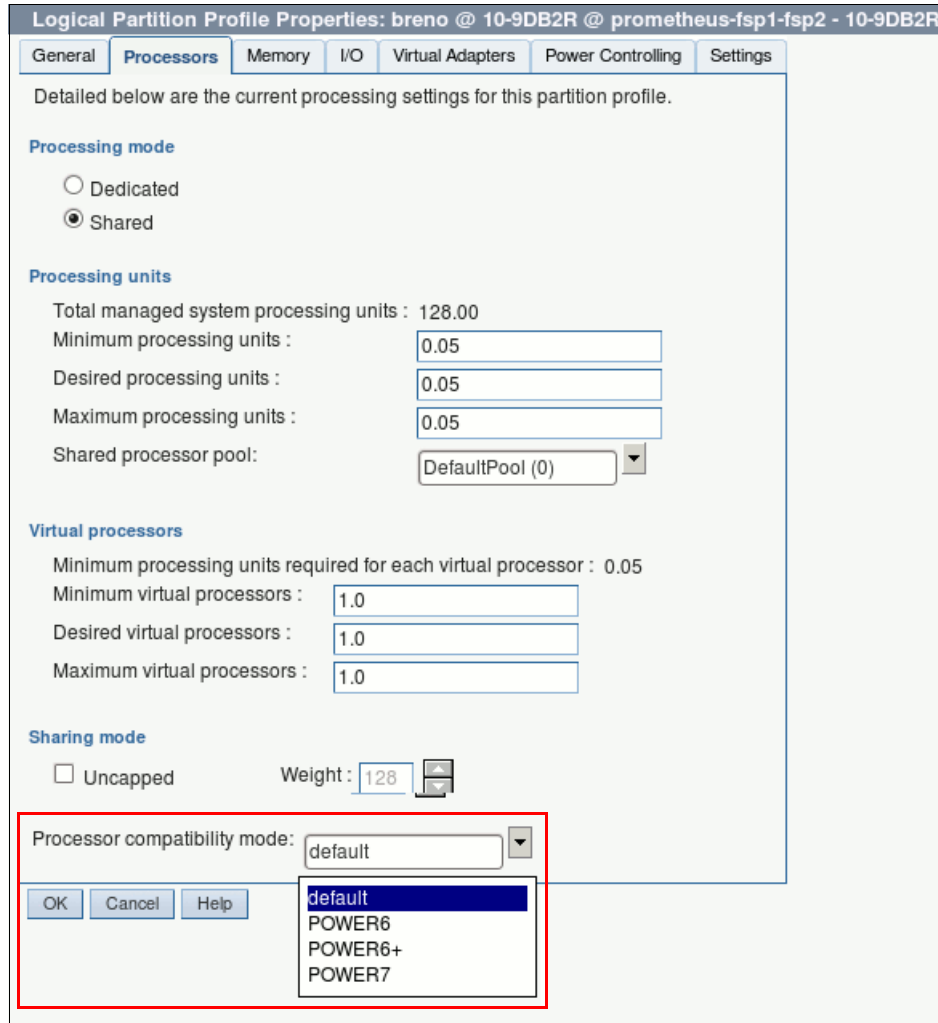 Logical Partition Profile Properties: breno @ 10-9DB2R @ prometheus-fsp1-fsp2 - 10-9DB2R
General Processors Memory I/O Virtual Adapters Power Controlling Settings
Detailed below are the current processing settings for this partition profile.
Processing mode
Dedicated
Shared
Processing units
Total managed system processing units : 128.00
Minimum processing units : 0.05
Desired processing units : 0.05
Maximum processing units : 0.05
Shared processor pool: DefaultPool (0)
Virtual processors
Minimum processing units required for each virtual processor : 0.05
Minimum virtual processors : 1.0
Desired virtual processors : 1.0
Maximum virtual processors : 1.0
Sharing mode
Uncapped Weight : 128
Processor compatibility mode: default
OK Cancel Help
default
POWER6
POWER6+
POWER7